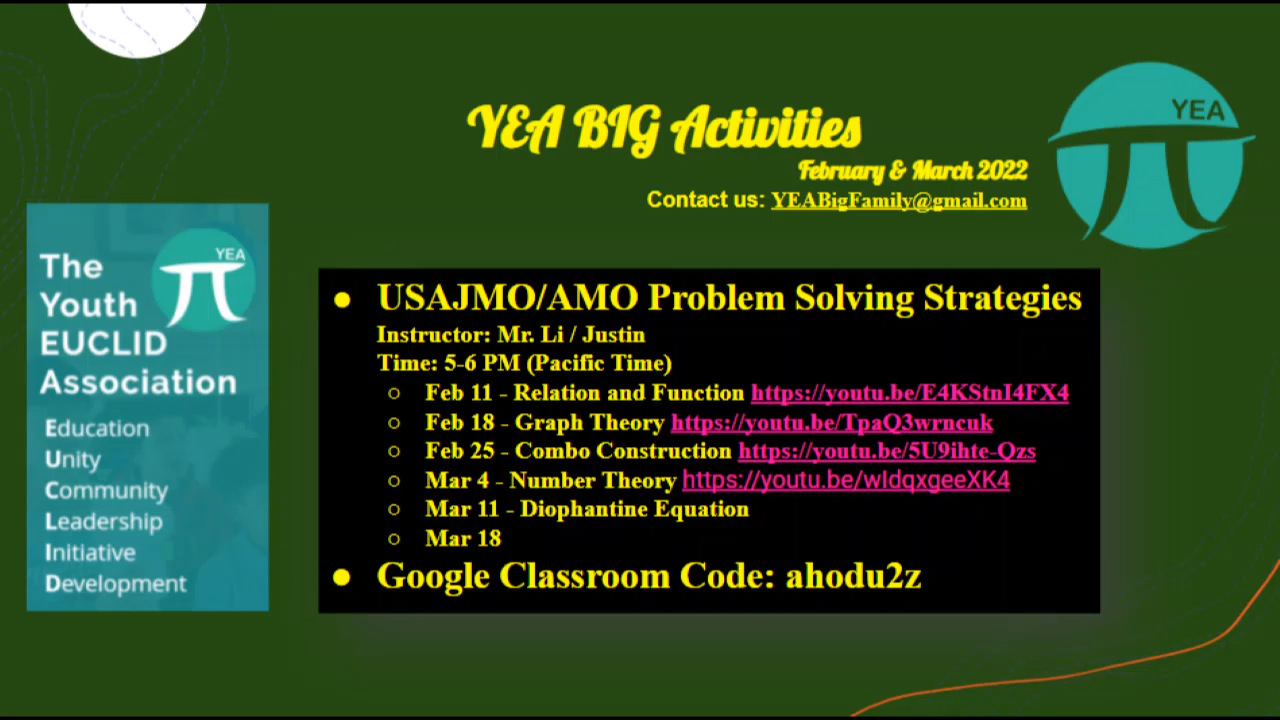 YEA BIG Activities
February & March 2022
Contact us: YEABigFamily@gmail.com
YEA
The
Youth
EUCLID
Association
YEA
Education
Unity
Community
Leadership
Initiative
Development
● USAJMO/AMO Problem Solving Strategies
Instructor: Mr. Li / Justin
Time: 5-6 PM (Pacific Time)
○ Feb 11 - Relation and Function https://youtu.be/E4KStnI4FX4
○ Feb 18 - Graph Theory https://youtu.be/TpaQ3wrncuk
○ Feb 25 - Combo Construction https://youtu.be/5U9ihte-Qzs
○ Mar 4 - Number Theory https://youtu.be/wIdqxgeeXK4
○ Mar 11 - Diophantine Equation
○ Mar 18
● Google Classroom Code: ahodu2z